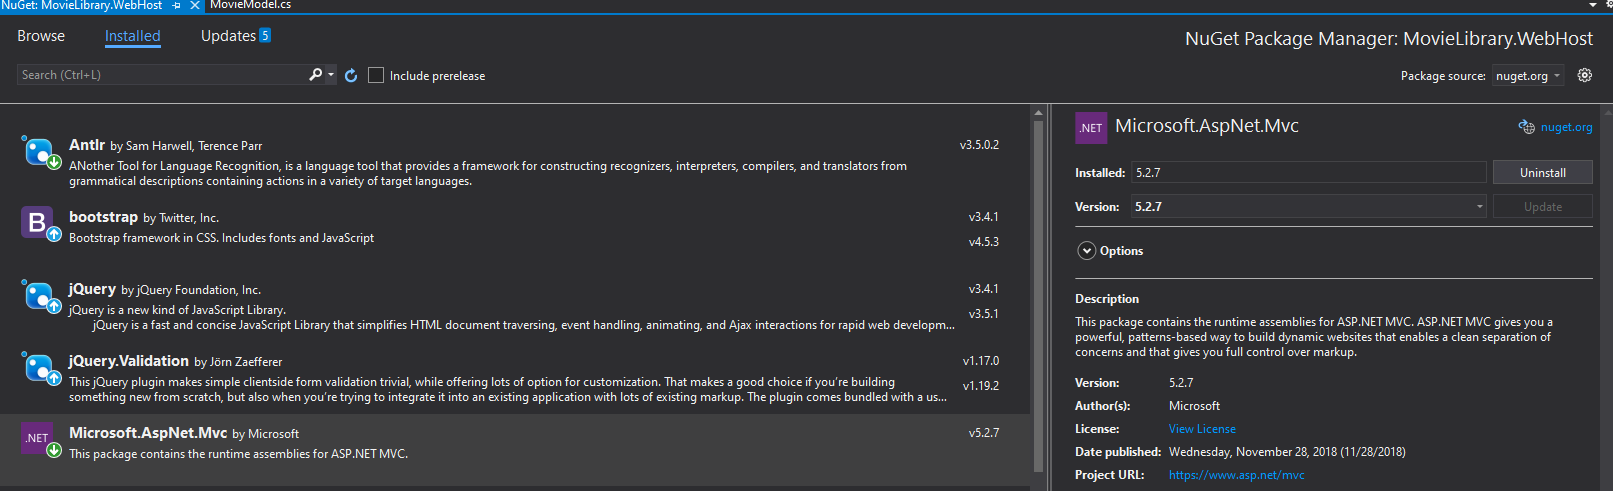 NuGet: MovieLibrary.WebHost
MovieModel.cs
Browse
Installed
Updates 5
NuGet Package Manager: MovieLibrary.WebHost
Search (Ctrl+L)
Include prerelease
Package source: nuget.org
.NET
Microsoft.AspNet.Mvc
nuget.org
Antlr by Sam Harwell, Terence Parr
v3.5.0.2
ANother Tool for Language Recognition, is a language tool that provides a framework for constructing recognizers, interpreters, compilers, and translators from
grammatical descriptions containing actions in a variety of target languages.
B
bootstrap by Twitter, Inc.
v3.4.1
Bootstrap framework in CSS. Includes fonts and JavaScript
v4.5.3
jQuery by jQuery Foundation, Inc.
v3.4.1
jQuery is a new kind of JavaScript Library.
v3.5.1
jQuery is a fast and concise JavaScript Library that simplifies HTML document traversing, event handling, animating, and Ajax interactions for rapid web developm...
jQuery.Validation by Jörn Zaefferer
v1.17.0
This jQuery plugin makes simple clientside form validation trivial, while offering lots of option for customization. That makes a good choice if you're building
v1.19.2
something new from scratch, but also when you're trying to integrate it into an existing application with lots of existing markup. The plugin comes bundled with a us...
.NET
Microsoft.AspNet.Mvc by Microsoft
v5.2.7
This package contains the runtime assemblies for ASP.NET MVC.
Installed: 5.2.7
Uninstall
Version: 5.2.7
Update
Options
Description
This package contains the runtime assemblies for ASP.NET MVC. ASP.NET MVC gives you a
powerful, patterns-based way to build dynamic websites that enables a clean separation of
concerns and that gives you full control over markup.
Version: 5.2.7
Author(s): Microsoft
License: View License
Date published: Wednesday, November 28, 2018 (11/28/2018)
Project URL: https://www.asp.net/mvc